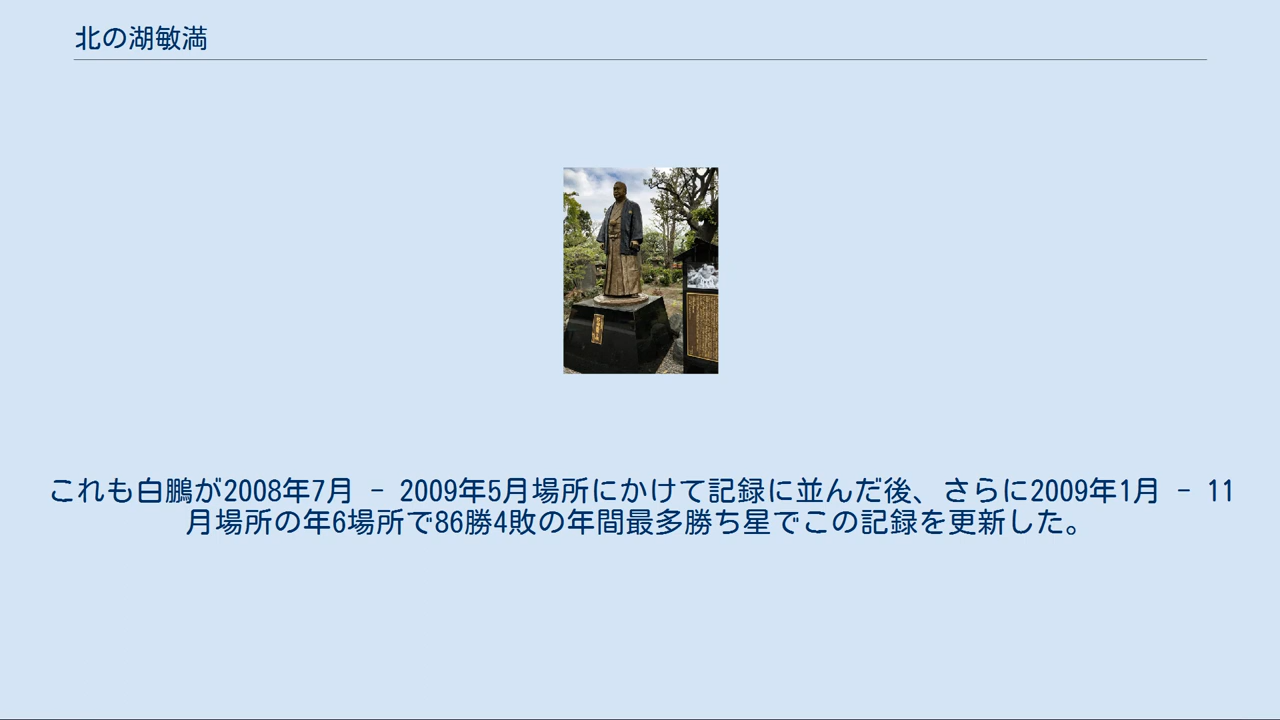 北の湖敏満
これも白鵬が2008年7月 - 2009年5月場所にかけて記録に並んだ後、さらに2009年1月 - 11
月場所の年6場所で86勝4敗の年間最多勝ち星でこの記録を更新した。